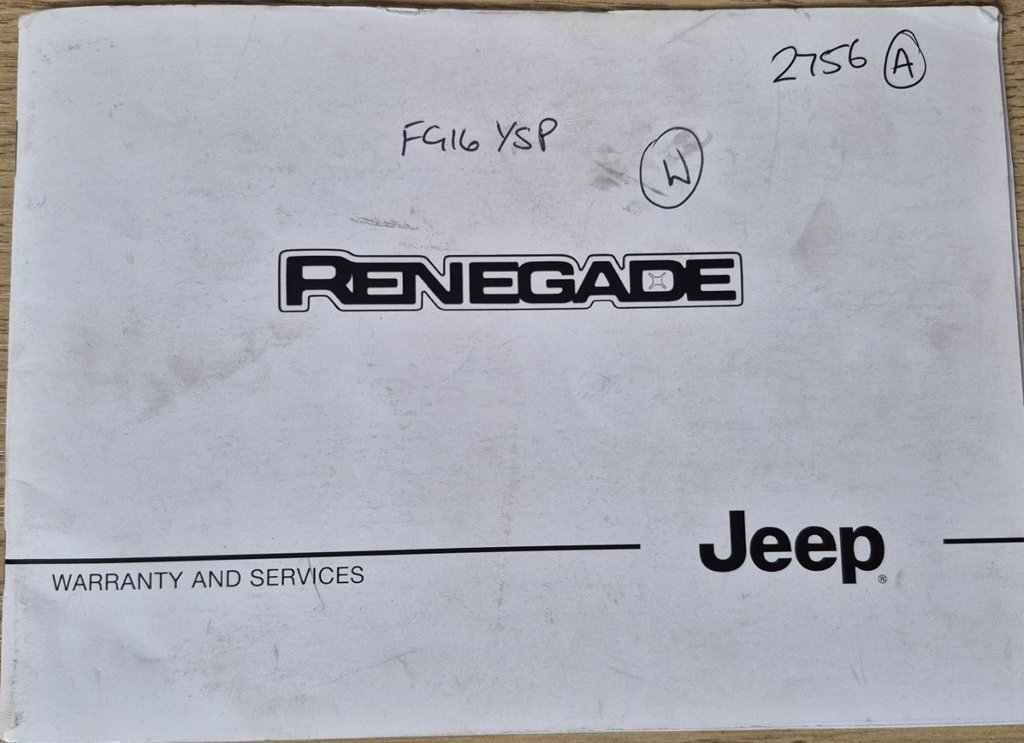 2756 A
FG16 YSP
W
RENEGADE
Jeep®
WARRANTY AND SERVICES